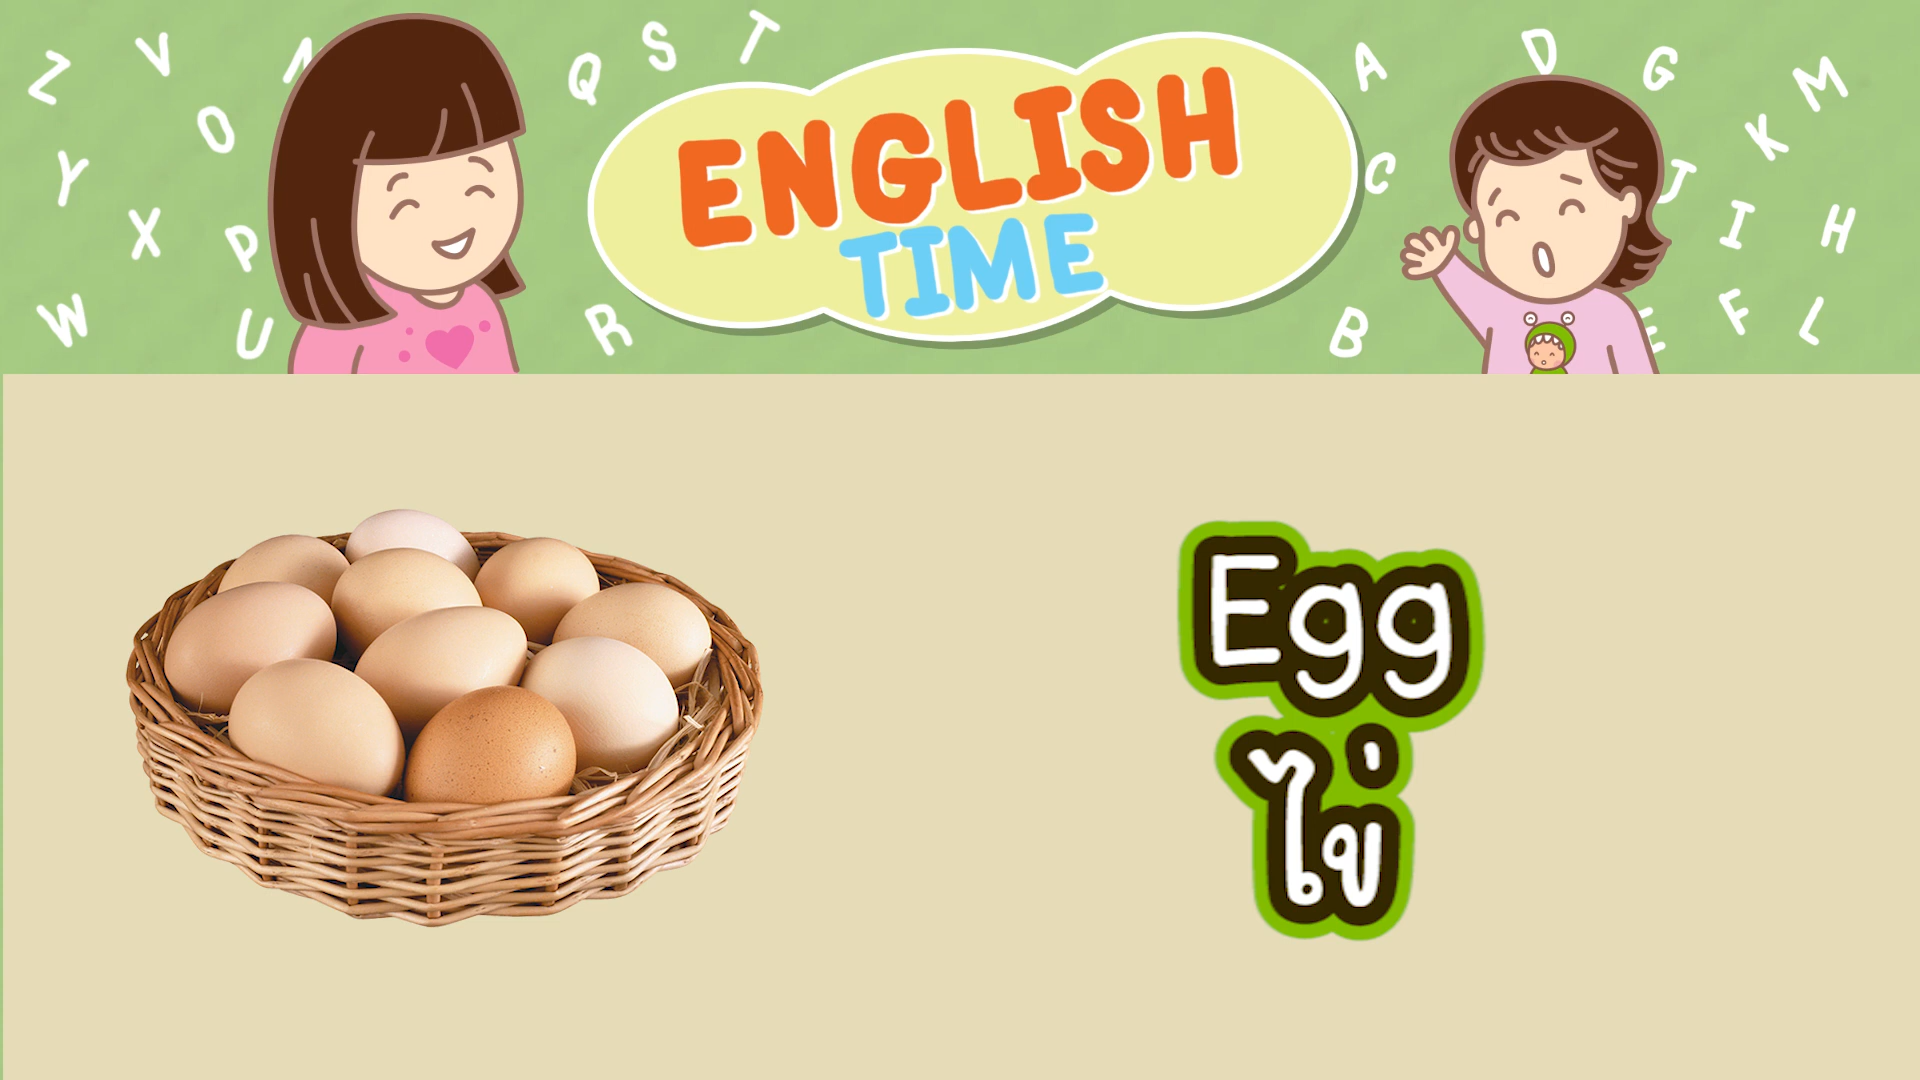 ENGLISH
TIME
Z V N Q S T A D G M
Y O C K J
X P I H
W U R B E F L
Egg
ไข่